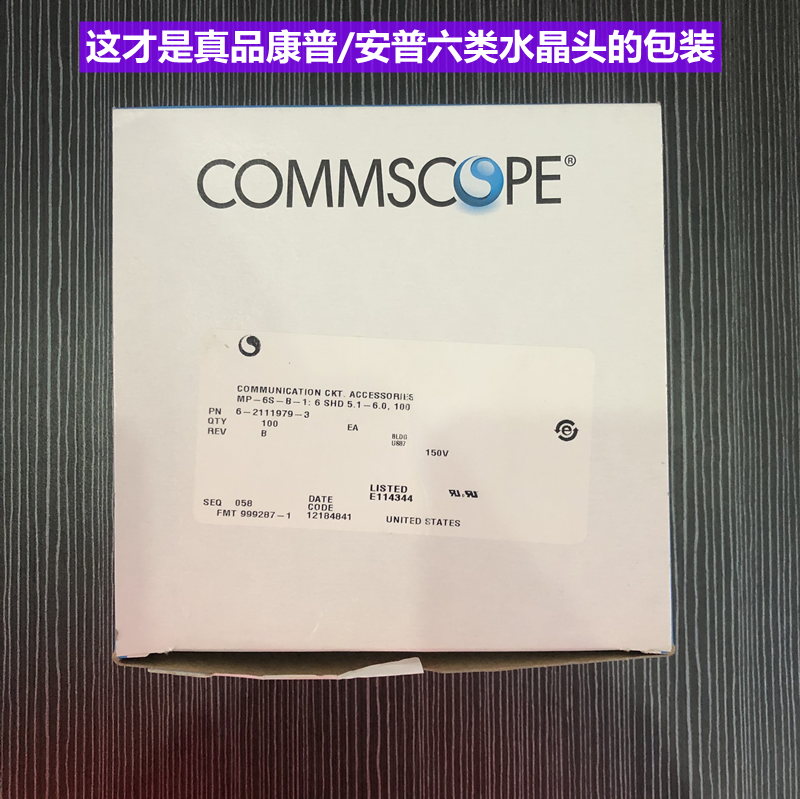 这才是真品康普/安普六类水晶头的包装
COMMSCOPE®
COMMUNICATION CKT. ACCESSORIES
MP-6S-B-1: 6 SHD 5.1-6.0, 100
PN 6-2111979-3
QTY 100 EA
REV B
BLDG
U887
150V
LISTED
E114344
SEQ 058
DATE
CODE
FMT 999287-1 12184841
UNITED STATES